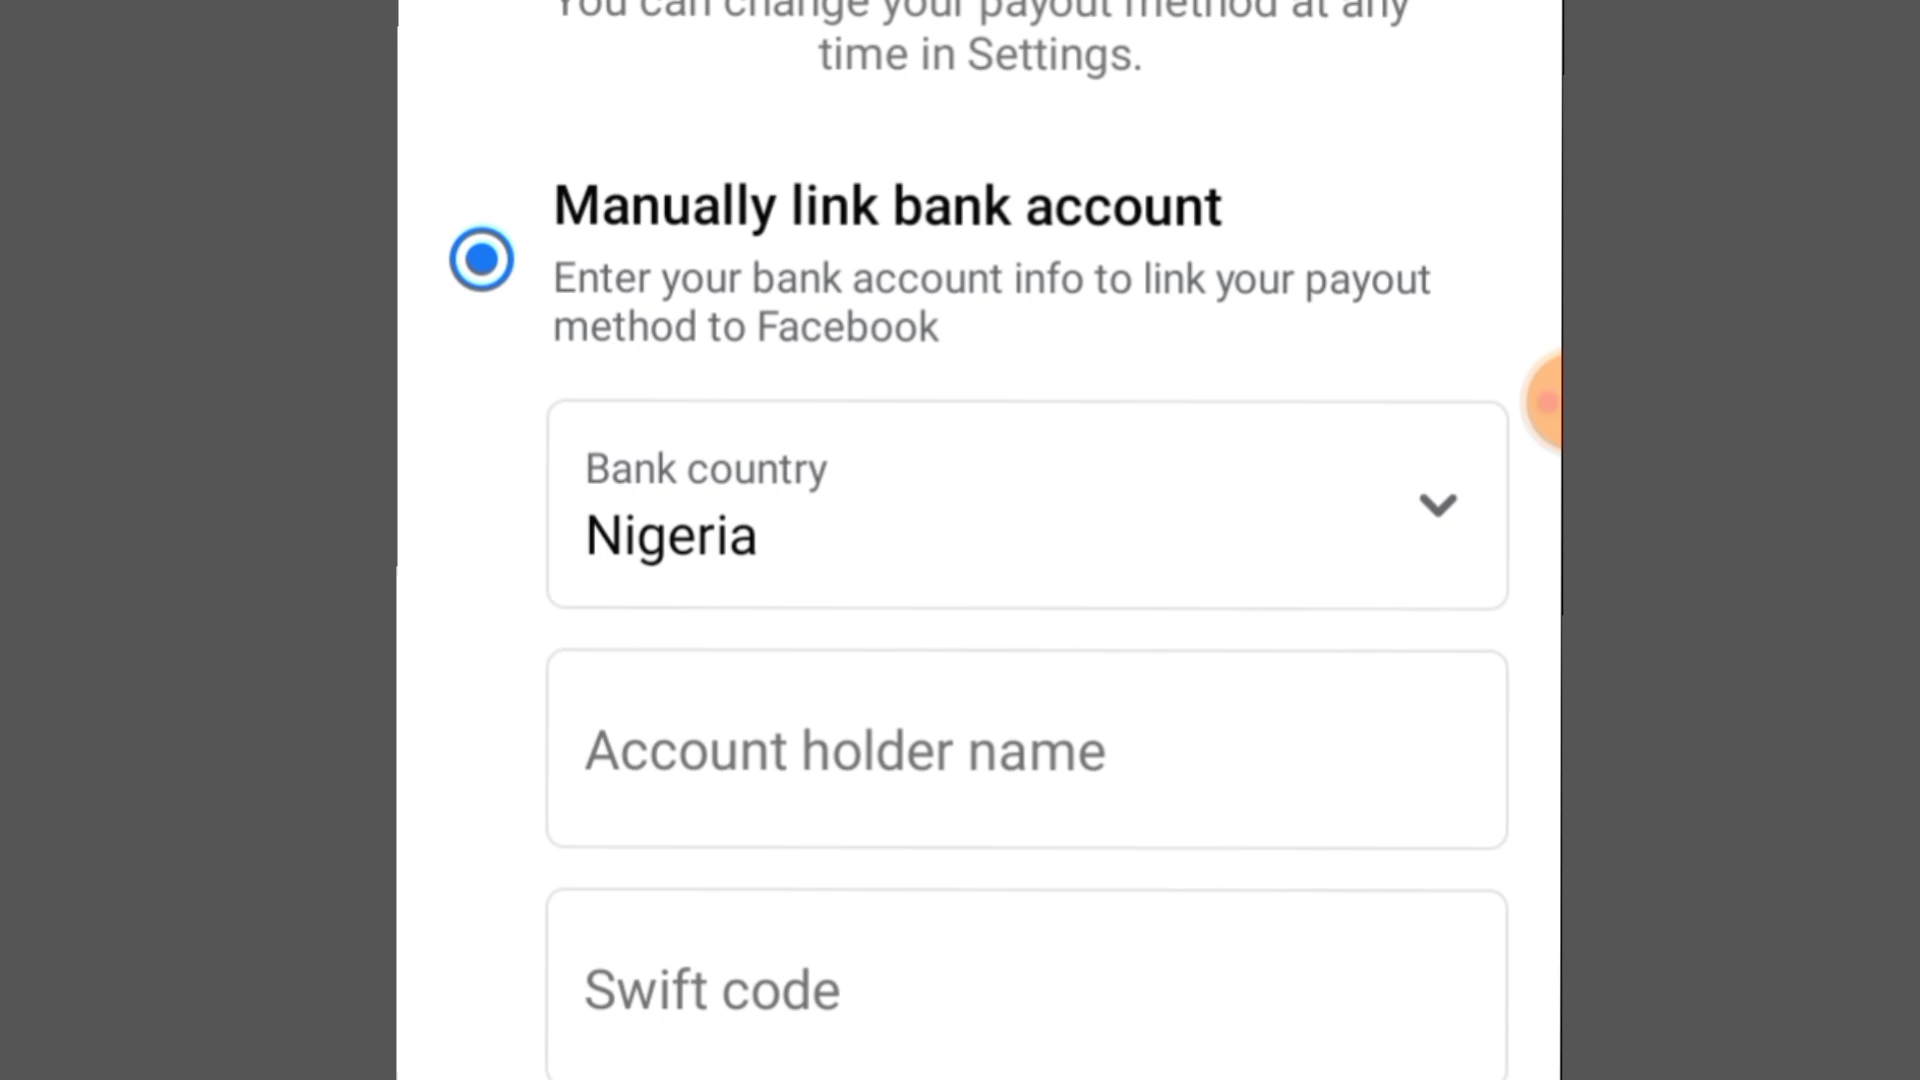 You can change your payout method at any
time in Settings.
Manually link bank account
Enter your bank account info to link your payout
method to Facebook
Bank country
Nigeria
Account holder name
Swift code